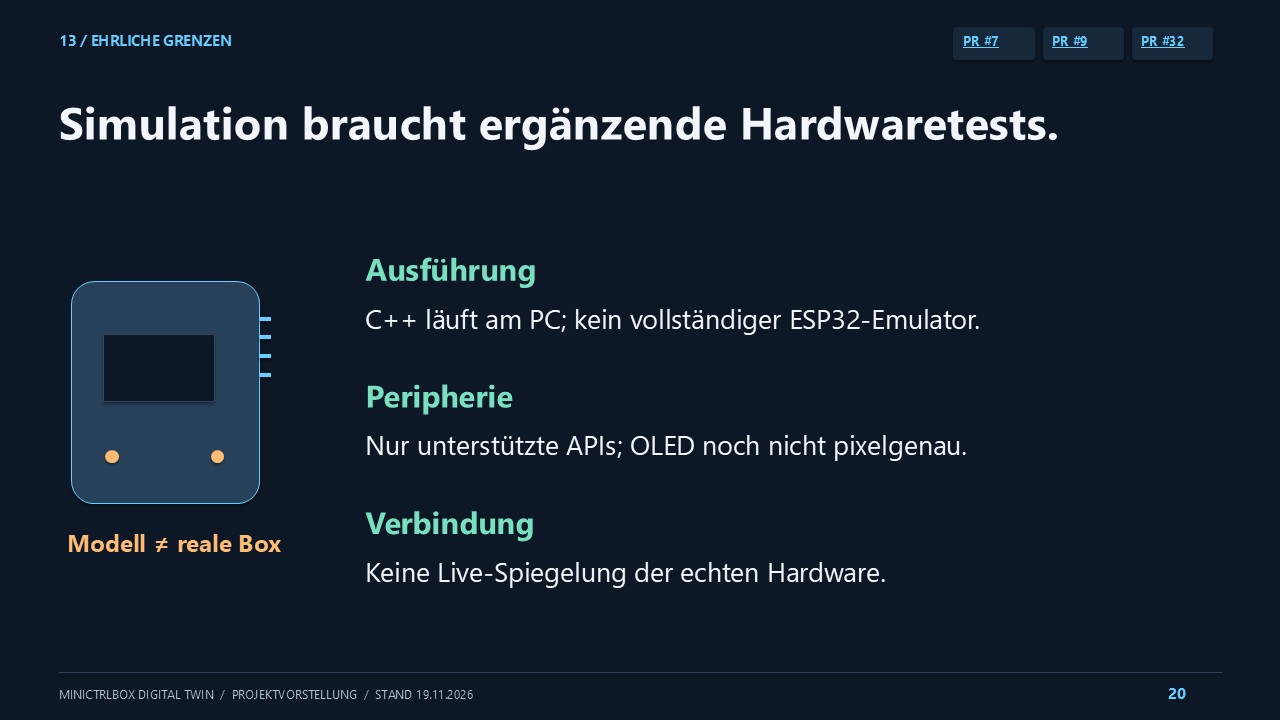 13 / EHRLICHE GRENZEN
PR #7
PR #9
PR #32
Simulation braucht ergänzende Hardwaretests.
Ausführung
C++ läuft am PC; kein vollständiger ESP32-Emulator.
Peripherie
Nur unterstützte APIs; OLED noch nicht pixelgenau.
Verbindung
Keine Live-Spiegelung der echten Hardware.
Modell ≠ reale Box
MINICTRLBOX DIGITAL TWIN / PROJEKTVORSTELLUNG / STAND 19.11.2026
20